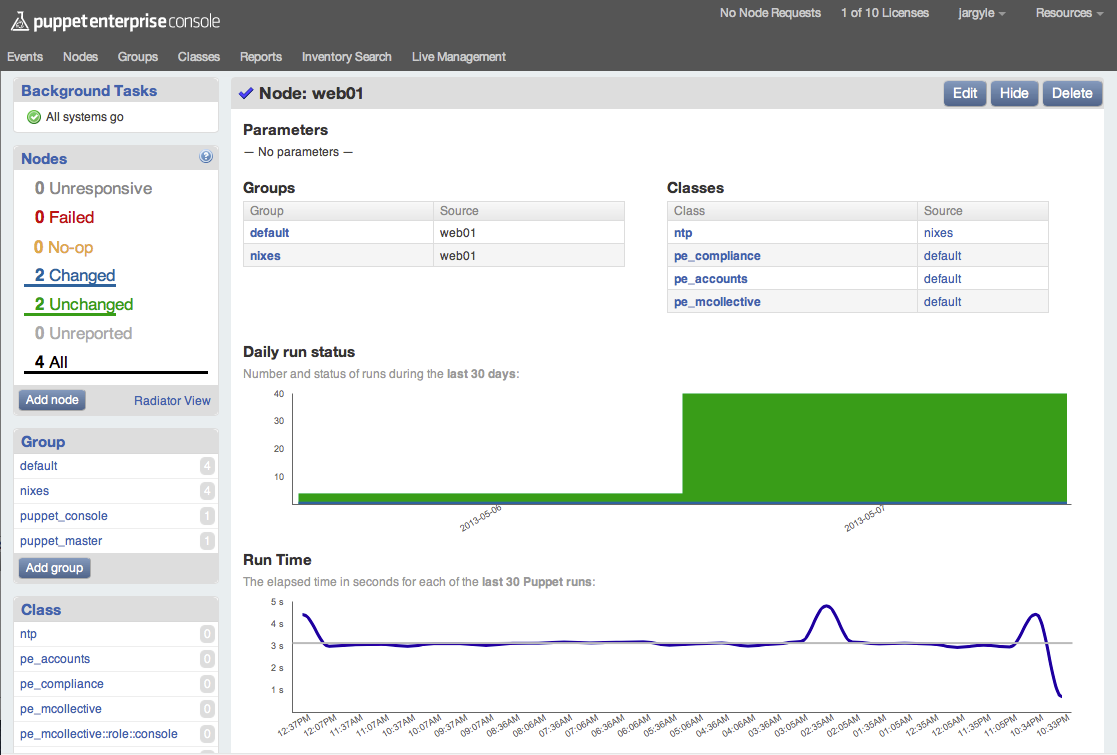 puppet enterprise console
No Node Requests 1 of 10 Licenses jargyle Resources
Events Nodes Groups Classes Reports Inventory Search Live Management
Background Tasks
All systems go
Nodes
0 Unresponsive
0 Failed
0 No-op
2 Changed
2 Unchanged
0 Unreported
4 All
Add node Radiator View
Group
default 4
nixes 4
puppet_console 1
puppet_master 1
Add group
Class
ntp 0
pe_accounts 0
pe_compliance 0
pe_mcollective 0
pe_mcollective::role::console 0
Node: web01
Edit Hide Delete
Parameters
— No parameters —
Groups
Group Source
default web01
nixes web01
Classes
Class Source
ntp nixes
pe_compliance default
pe_accounts default
pe_mcollective default
Daily run status
Number and status of runs during the last 30 days:
40
30
20
10
2013-05-06 2013-05-07
Run Time
The elapsed time in seconds for each of the last 30 Puppet runs:
5 s
4 s
3 s
2 s
1 s
12:37PM 12:07PM 11:37AM 11:07AM 10:37AM 10:07AM 09:37AM 09:07AM 08:36AM 08:06AM 07:36AM 07:06AM 06:36AM 06:06AM 05:36AM 05:06AM 04:36AM 04:06AM 03:36AM 03:05AM 02:35AM 02:05AM 01:35AM 01:05AM 12:35AM 12:05AM 11:35PM 11:05PM 10:34PM 10:33PM